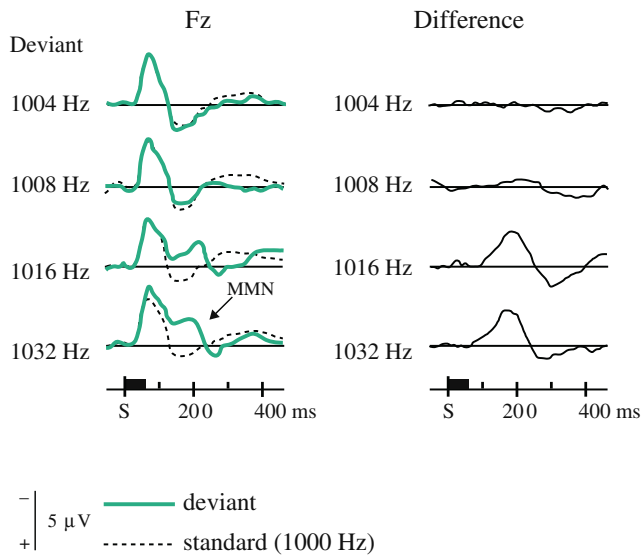 Fz Difference
Deviant
1004 Hz 1004 Hz
1008 Hz 1008 Hz
1016 Hz 1016 Hz
MMN
1032 Hz 1032 Hz
S 200 400 ms S 200 400 ms
− deviant
5 µV
+ standard (1000 Hz)